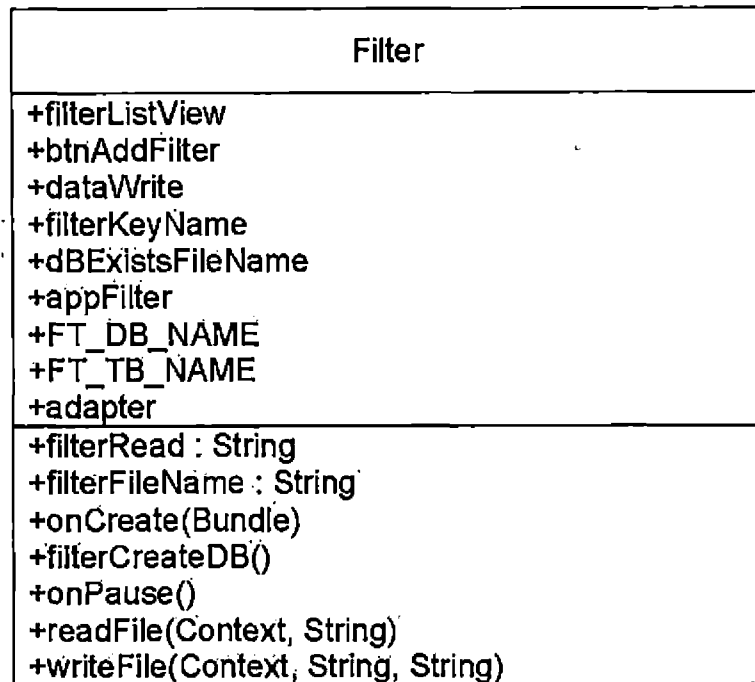 Filter
+filterListView
+btnAddFilter
+dataWrite
+filterKeyName
+dBExistsFileName
+appFilter
+FT_DB_NAME
+FT_TB_NAME
+adapter
+filterRead : String
+filterFileName : String
+onCreate(Bundle)
+filterCreateDB()
+onPause()
+readFile(Context, String)
+writeFile(Context, String, String)